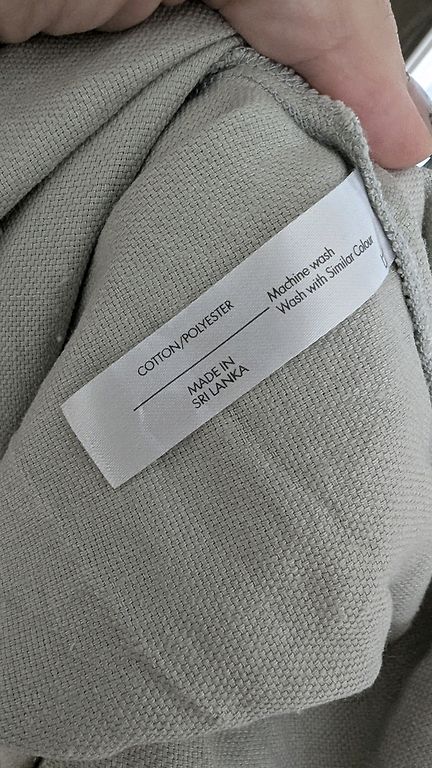 COTTON/POLYESTER
MADE IN
SRI LANKA
Machine wash
Wash with Similar Colour